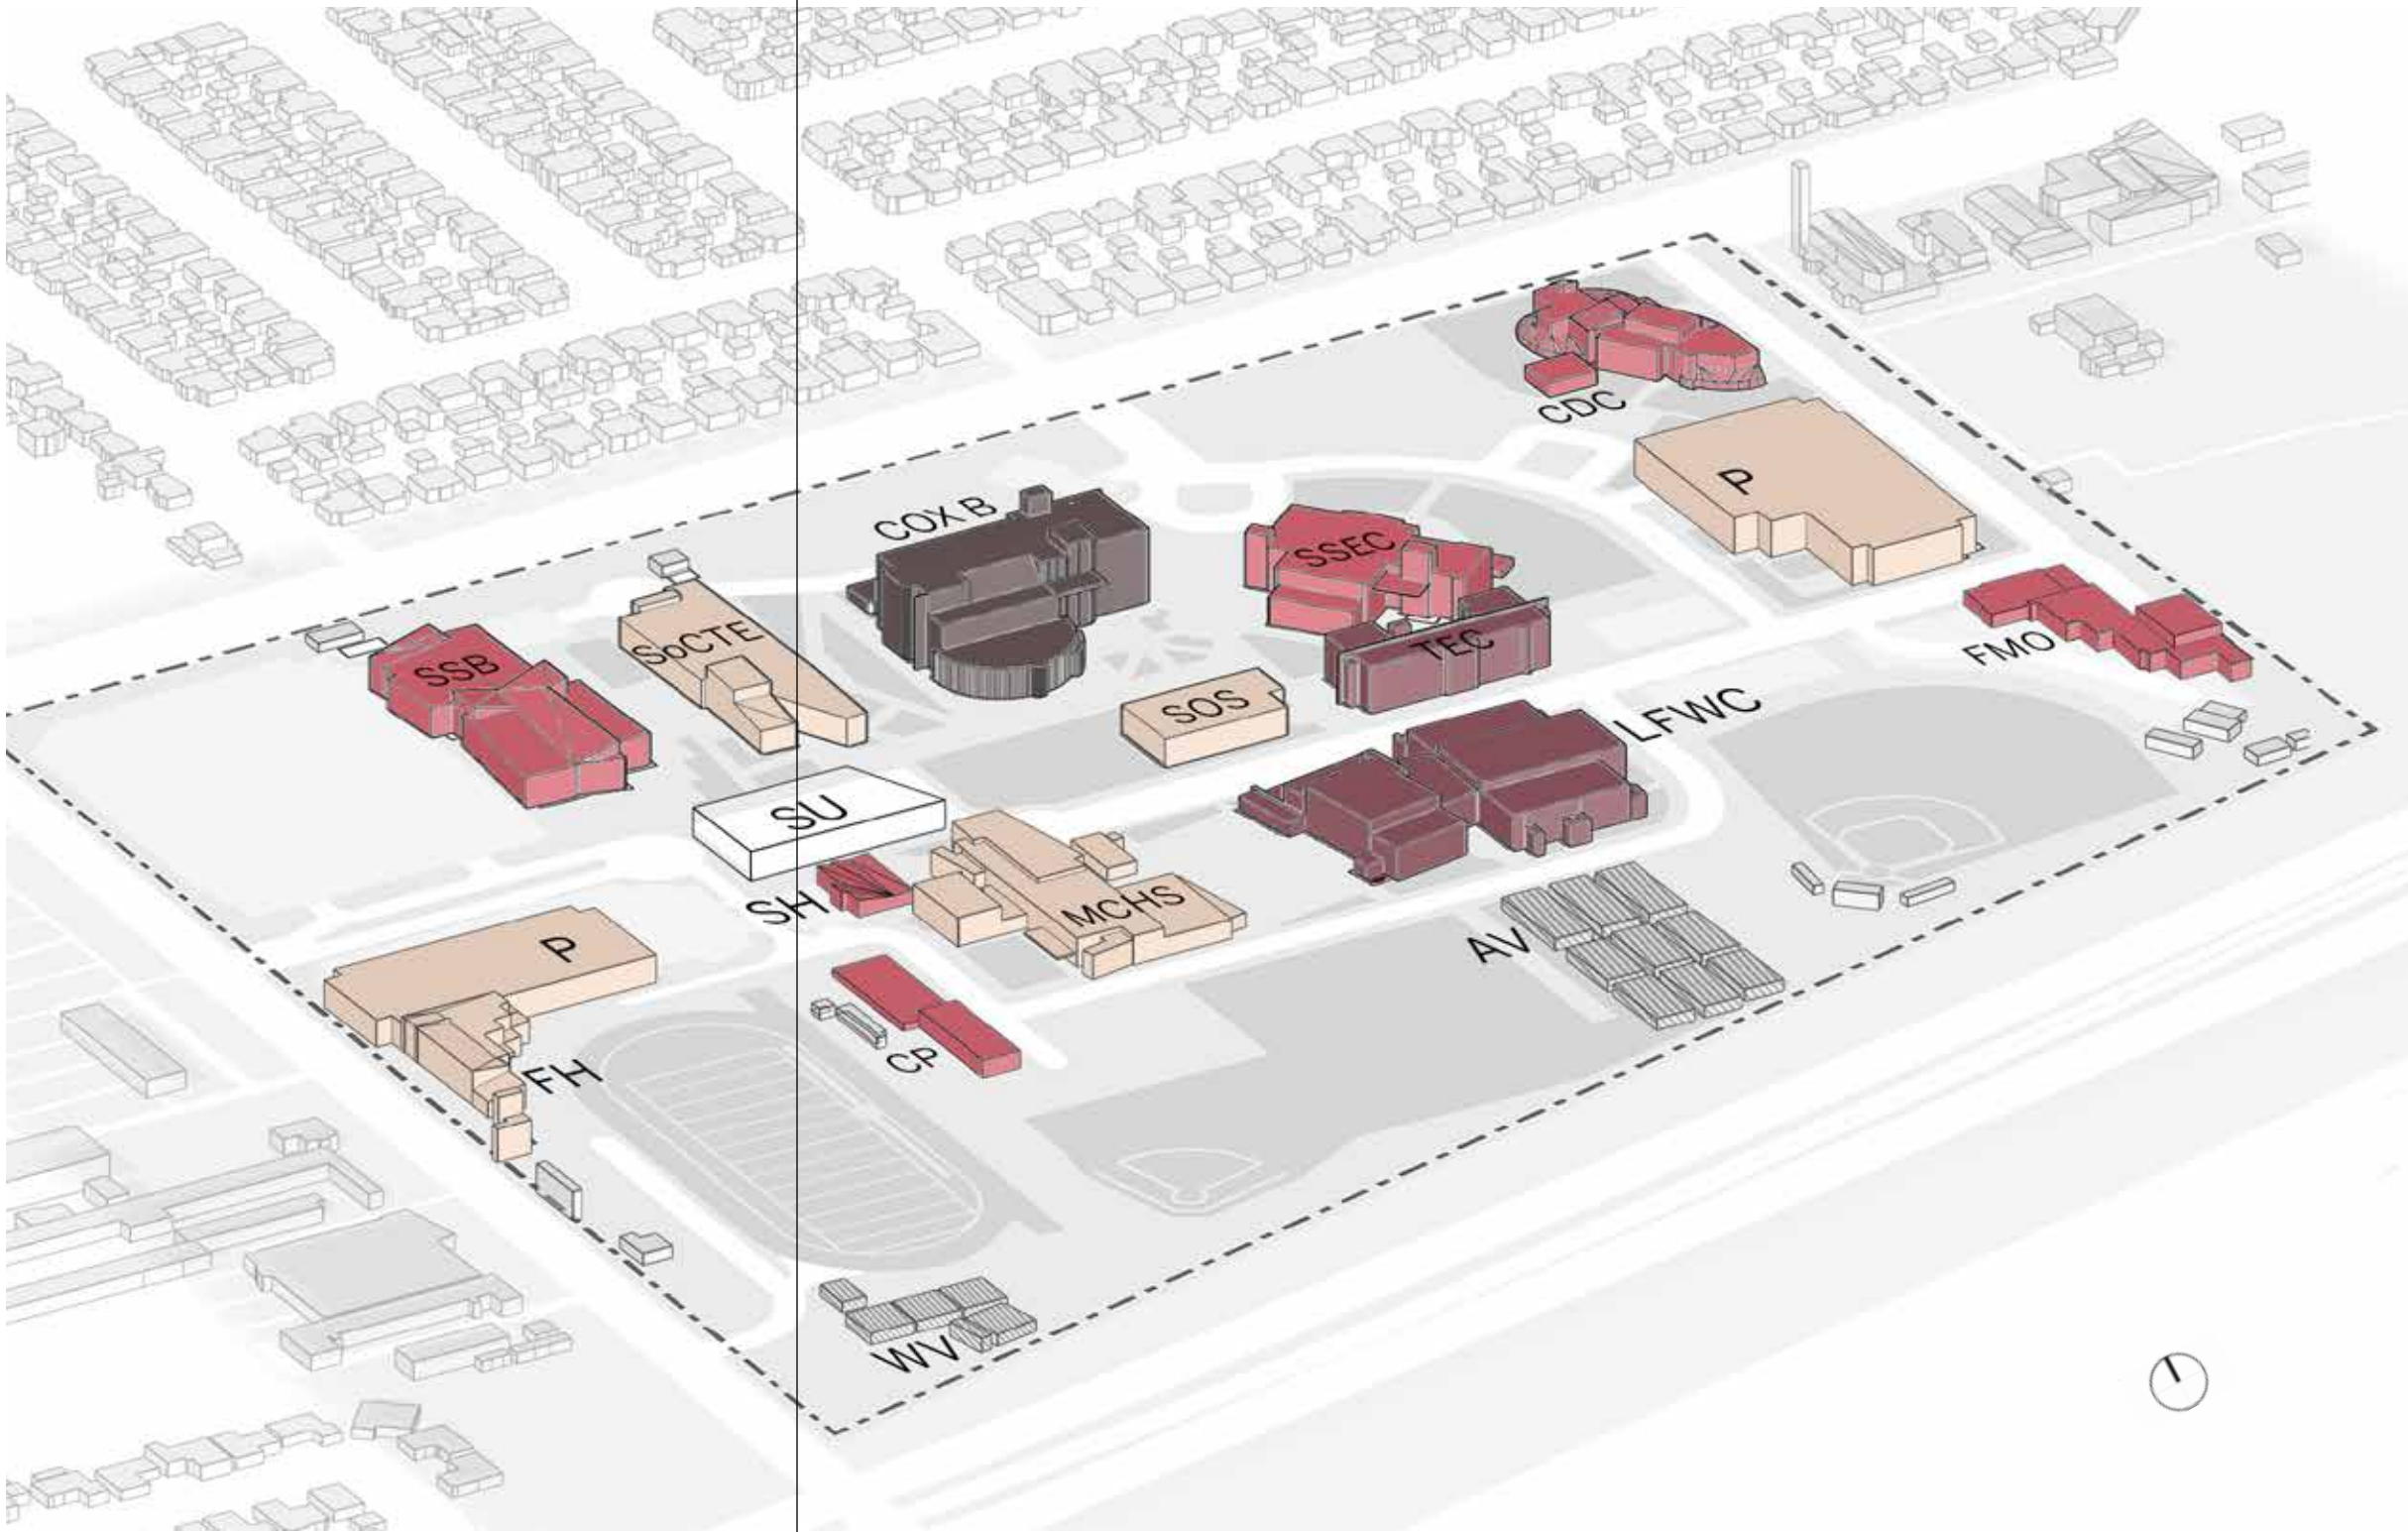 CDC
P
COX B
SSEC
SoCTE
TEC
SSB
FMO
SOS
LFWC
SU
SH
MCHS
P
AV
CP
FH
WV